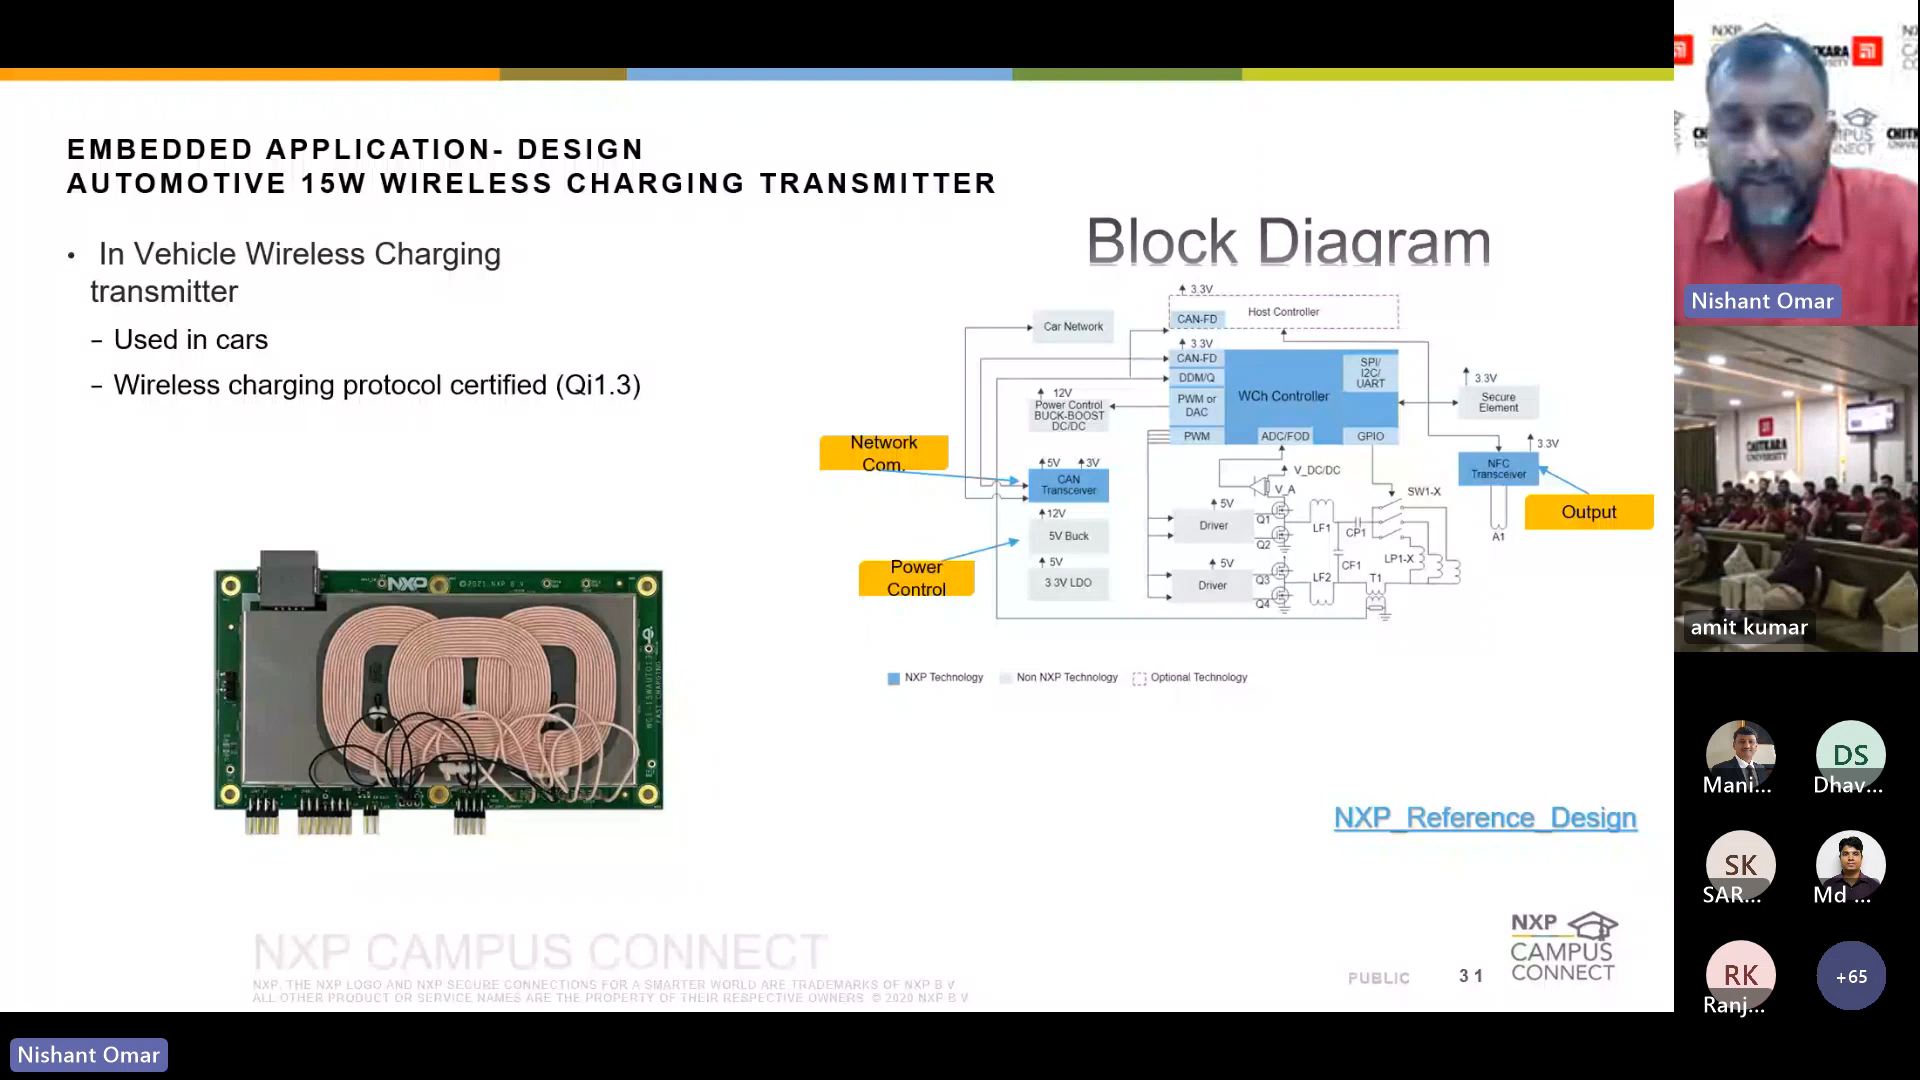 EMBEDDED APPLICATION- DESIGN
AUTOMOTIVE 15W WIRELESS CHARGING TRANSMITTER
• In Vehicle Wireless Charging
transmitter
– Used in cars
– Wireless charging protocol certified (Qi1.3)
Block Diagram
3.3V
CAN-FD
Host Controller
Car Network
3.3V
CAN-FD
DDM/Q
PWM or
DAC
PWM
WCh Controller
SPI/
I2C/
UART
ADC/FOD
GPIO
12V
Power Control
BUCK-BOOST
DC/DC
3.3V
Secure
Element
Network
Com.
5V
3V
CAN
Transceiver
3.3V
NFC
Transceiver
Output
A1
V_DC/DC
V_A
SW1-X
12V
5V Buck
5V
3.3V LDO
Power
Control
5V
Driver
Q1
Q2
LF1
CP1
CF1
LP1-X
5V
Driver
Q3
Q4
LF2
T1
NXP Technology
Non NXP Technology
Optional Technology
NXP
©2021 NXP B.V.
NXP_Reference_Design
NXP CAMPUS CONNECT
NXP, THE NXP LOGO AND NXP SECURE CONNECTIONS FOR A SMARTER WORLD ARE TRADEMARKS OF NXP B.V.
ALL OTHER PRODUCT OR SERVICE NAMES ARE THE PROPERTY OF THEIR RESPECTIVE OWNERS. © 2020 NXP B.V.
PUBLIC
31
NXP
CAMPUS
CONNECT
Nishant Omar
Nishant Omar
CHITKARA
UNIVERSITY
amit kumar
Mani...
DS
Dhav...
SK
SAR...
Md ...
RK
Ranj...
+65